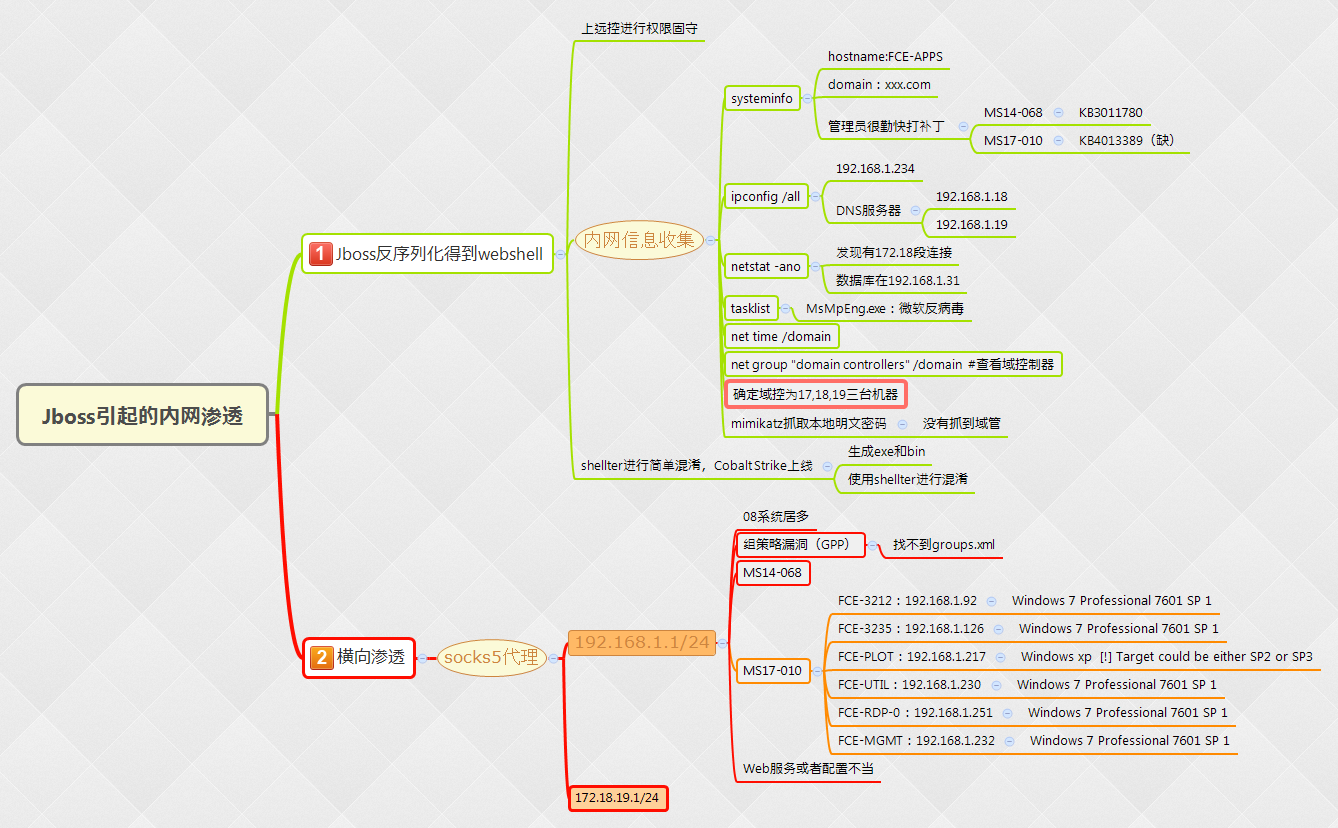 Jboss引起的内网渗透
1 Jboss反序列化得到webshell
上远控进行权限固守
内网信息收集
systeminfo
hostname:FCE-APPS
domain：xxx.com
管理员很勤快打补丁
MS14-068
KB3011780
MS17-010
KB4013389（缺）
ipconfig /all
192.168.1.234
DNS服务器
192.168.1.18
192.168.1.19
netstat -ano
发现有172.18段连接
数据库在192.168.1.31
tasklist
MsMpEng.exe：微软反病毒
net time /domain
net group "domain controllers" /domain #查看域控制器
确定域控为17,18,19三台机器
mimikatz抓取本地明文密码
没有抓到域管
shellter进行简单混淆，Cobalt Strike上线
生成exe和bin
使用shellter进行混淆
2 横向渗透
socks5代理
192.168.1.1/24
08系统居多
组策略漏洞（GPP）
找不到groups.xml
MS14-068
MS17-010
FCE-3212：192.168.1.92
Windows 7 Professional 7601 SP 1
FCE-3235：192.168.1.126
Windows 7 Professional 7601 SP 1
FCE-PLOT：192.168.1.217
Windows xp [!] Target could be either SP2 or SP3
FCE-UTIL：192.168.1.230
Windows 7 Professional 7601 SP 1
FCE-RDP-0：192.168.1.251
Windows 7 Professional 7601 SP 1
FCE-MGMT：192.168.1.232
Windows 7 Professional 7601 SP 1
Web服务或者配置不当
172.18.19.1/24